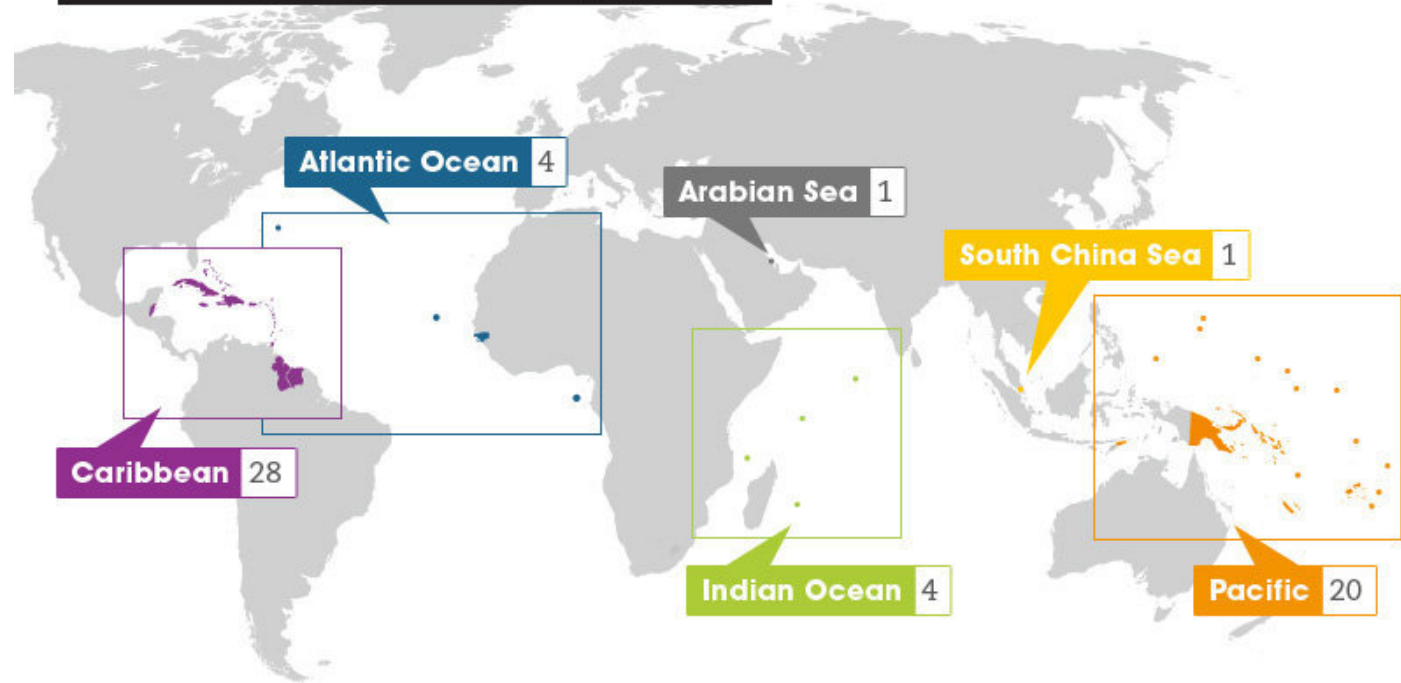 Atlantic Ocean 4
Arabian Sea 1
South China Sea 1
Caribbean 28
Indian Ocean 4
Pacific 20